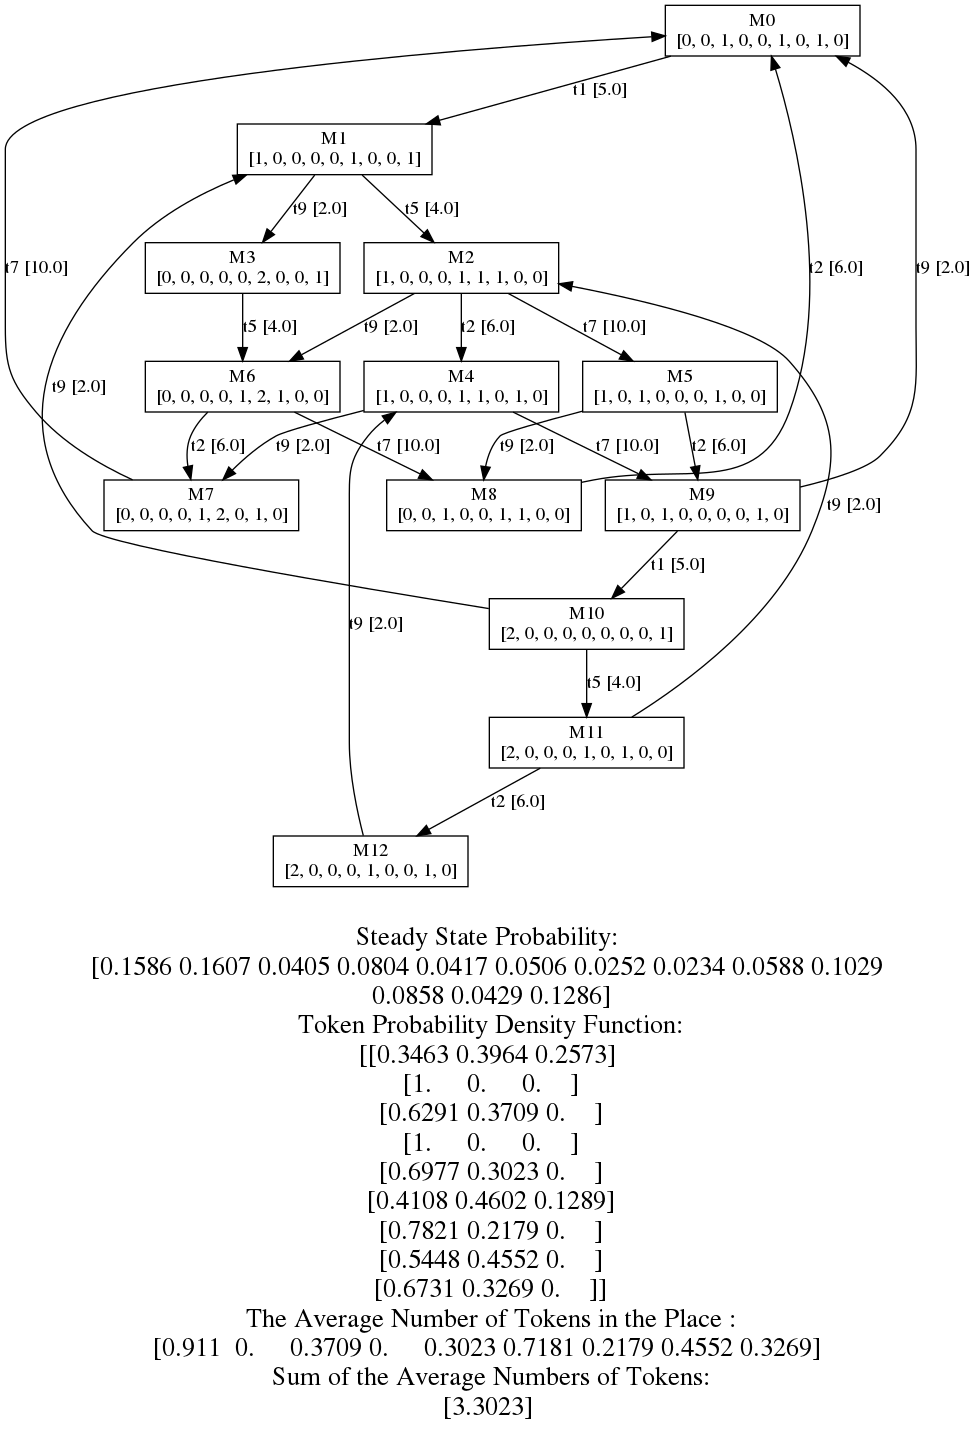 M0
[0, 0, 1, 0, 0, 1, 0, 1, 0]
t1 [5.0]
M1
[1, 0, 0, 0, 0, 1, 0, 0, 1]
t9 [2.0]
t5 [4.0]
M3
[0, 0, 0, 0, 0, 2, 0, 0, 1]
M2
[1, 0, 0, 0, 1, 1, 1, 0, 0]
t7 [10.0]
t2 [6.0]
t9 [2.0]
t5 [4.0]
t9 [2.0]
t2 [6.0]
t7 [10.0]
M6
[0, 0, 0, 0, 1, 2, 1, 0, 0]
M4
[1, 0, 0, 0, 1, 1, 0, 1, 0]
M5
[1, 0, 1, 0, 0, 0, 1, 0, 0]
t9 [2.0]
t2 [6.0]
t9 [2.0]
t7 [10.0]
t9 [2.0]
t7 [10.0]
t2 [6.0]
M7
[0, 0, 0, 0, 1, 2, 0, 1, 0]
M8
[0, 0, 1, 0, 0, 1, 1, 0, 0]
M9
[1, 0, 1, 0, 0, 0, 0, 1, 0]
t9 [2.0]
t1 [5.0]
M10
[2, 0, 0, 0, 0, 0, 0, 0, 1]
t9 [2.0]
t5 [4.0]
M11
[2, 0, 0, 0, 1, 0, 1, 0, 0]
t2 [6.0]
M12
[2, 0, 0, 0, 1, 0, 0, 1, 0]
Steady State Probability:
[0.1586 0.1607 0.0405 0.0804 0.0417 0.0506 0.0252 0.0234 0.0588 0.1029
0.0858 0.0429 0.1286]
Token Probability Density Function:
[[0.3463 0.3964 0.2573]
[1. 0. 0. ]
[0.6291 0.3709 0. ]
[1. 0. 0. ]
[0.6977 0.3023 0. ]
[0.4108 0.4602 0.1289]
[0.7821 0.2179 0. ]
[0.5448 0.4552 0. ]
[0.6731 0.3269 0. ]]
The Average Number of Tokens in the Place :
[0.911 0. 0.3709 0. 0.3023 0.7181 0.2179 0.4552 0.3269]
Sum of the Average Numbers of Tokens:
[3.3023]